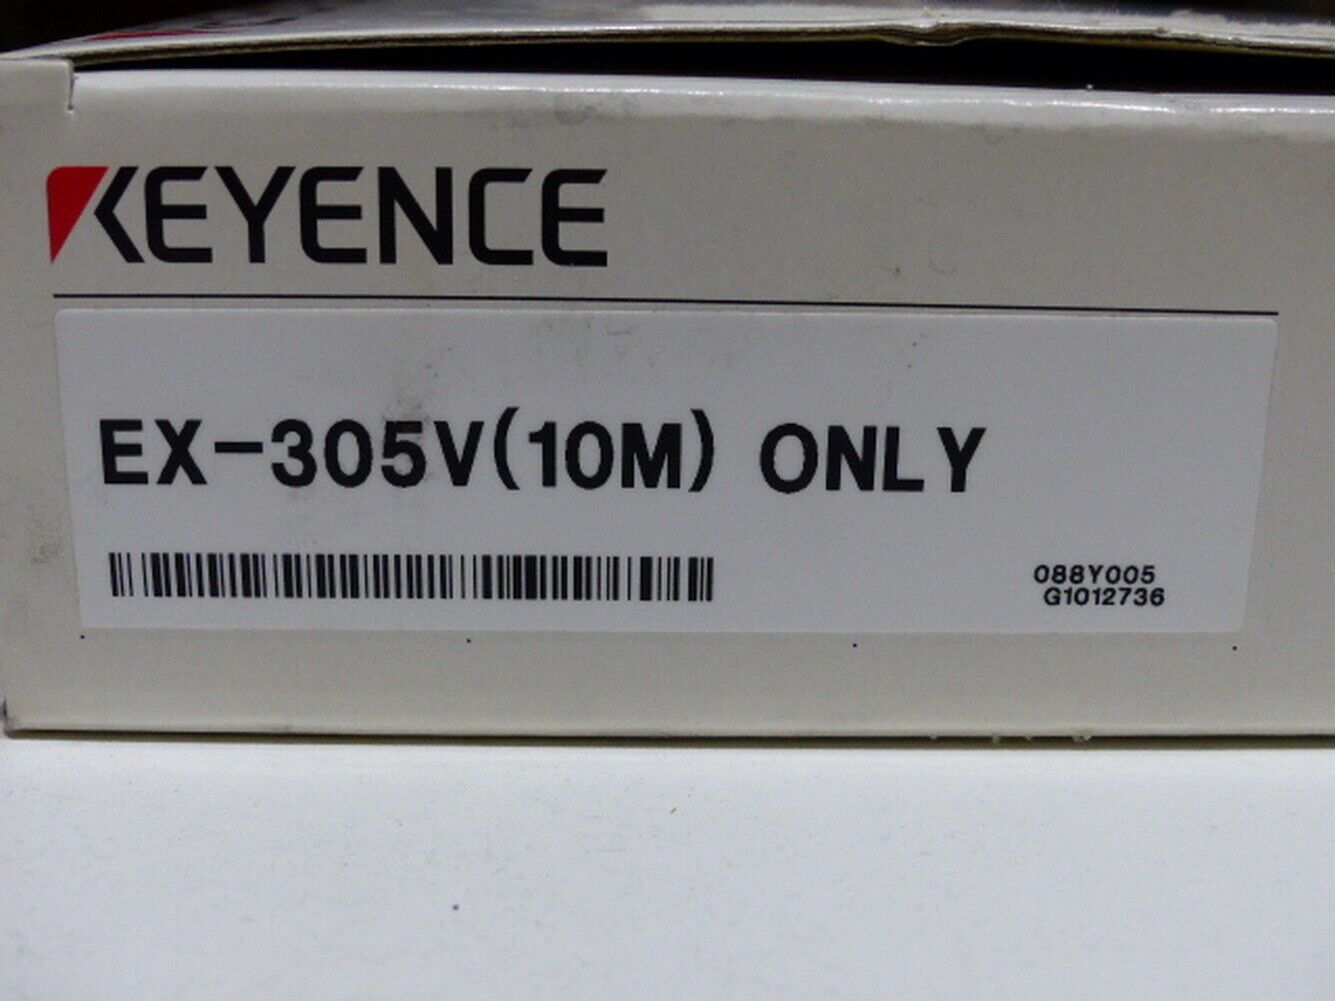 KEYENCE
EX-305V(10M) ONLY
088Y005
G1012736